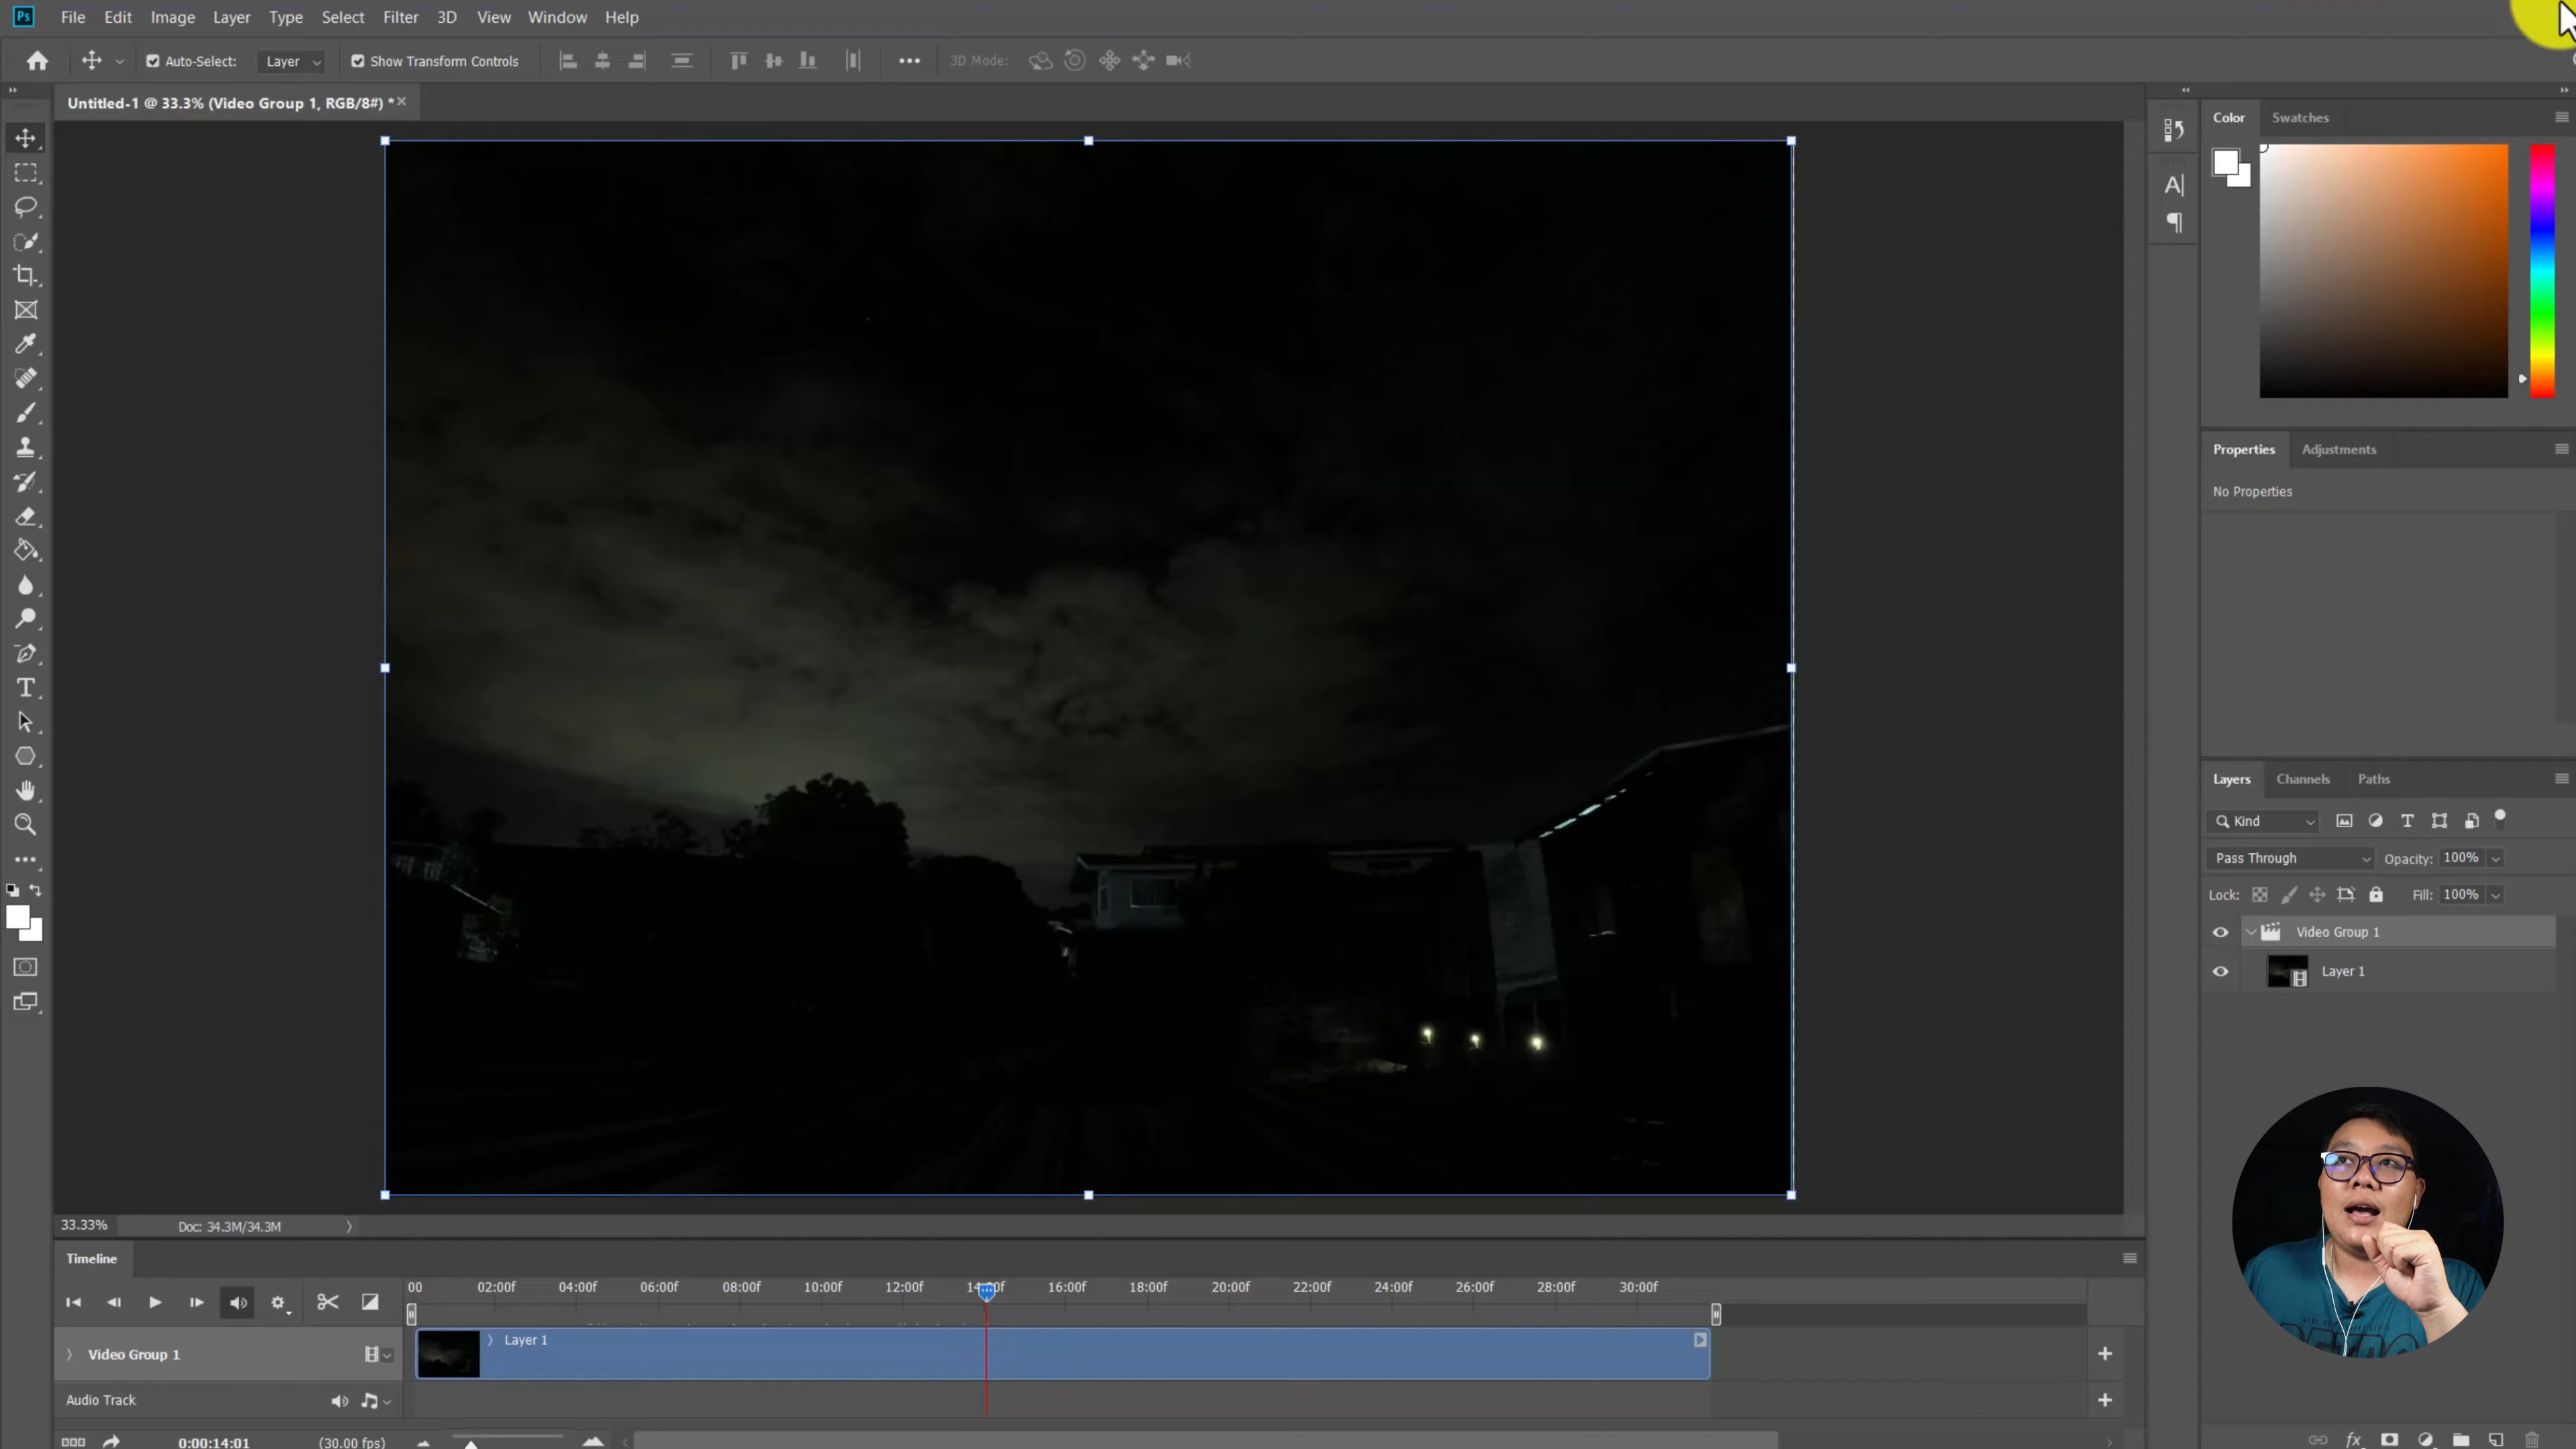 Ps File Edit Image Layer Type Select Filter 3D View Window Help
Auto-Select: Layer Show Transform Controls 3D Mode:
Untitled-1 @ 33.3% (Video Group 1, RGB/8#) *
Color Swatches
Properties Adjustments
No Properties
Layers Channels Paths
Kind
Pass Through Opacity: 100%
Lock: Fill: 100%
Video Group 1
Layer 1
33.33% Doc: 34.3M/34.3M
Timeline
00 02:00f 04:00f 06:00f 08:00f 10:00f 12:00f 14:00f 16:00f 18:00f 20:00f 22:00f 24:00f 26:00f 28:00f 30:00f
Layer 1
Video Group 1
Audio Track
0:00:14:01 (30.00 fps)
fx